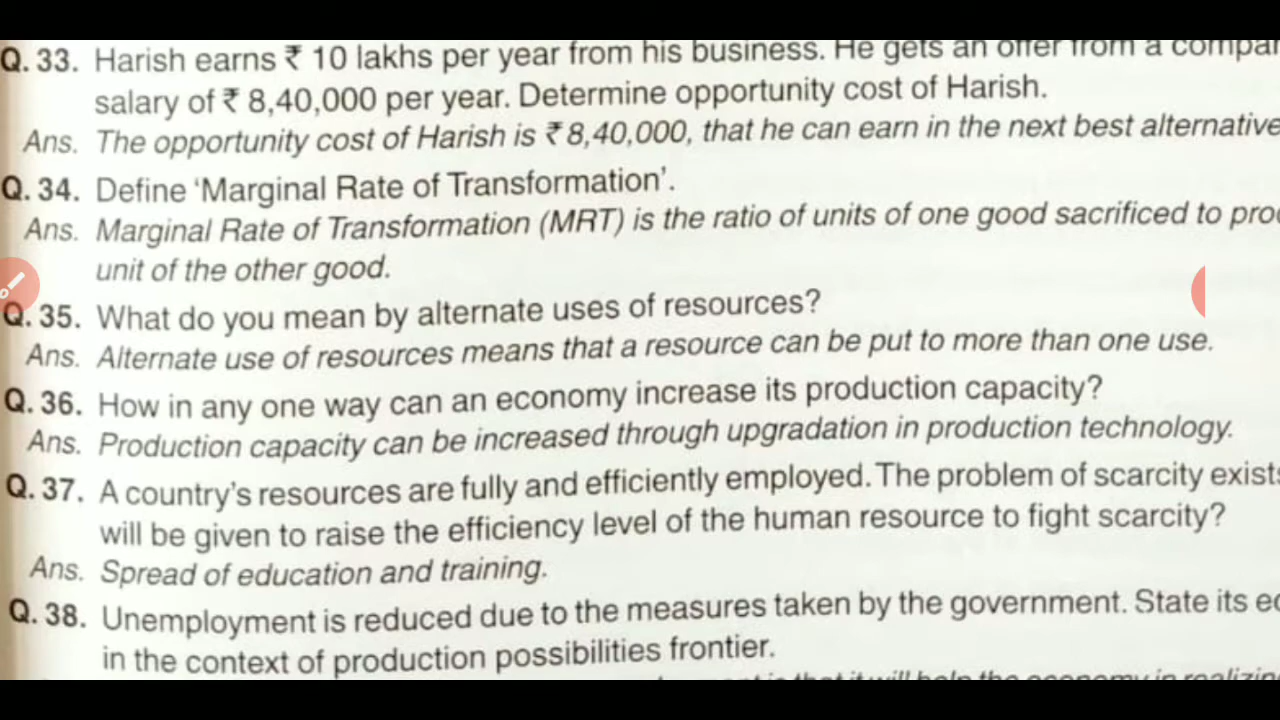 Q. 33. Harish earns ₹ 10 lakhs per year from his business. He gets an offer from a
salary of ₹ 8,40,000 per year. Determine opportunity cost of Harish.
Ans. The opportunity cost of Harish is ₹ 8,40,000, that he can earn in the next best alternative
Q. 34. Define ‘Marginal Rate of Transformation’.
Ans. Marginal Rate of Transformation (MRT) is the ratio of units of one good sacrificed to
unit of the other good.
Q. 35. What do you mean by alternate uses of resources?
Ans. Alternate use of resources means that a resource can be put to more than one use.
Q. 36. How in any one way can an economy increase its production capacity?
Ans. Production capacity can be increased through upgradation in production technology.
Q. 37. A country's resources are fully and efficiently employed. The problem of scarcity exists
will be given to raise the efficiency level of the human resource to fight scarcity?
Ans. Spread of education and training.
Q. 38. Unemployment is reduced due to the measures taken by the government. State its
in the context of production possibilities frontier.